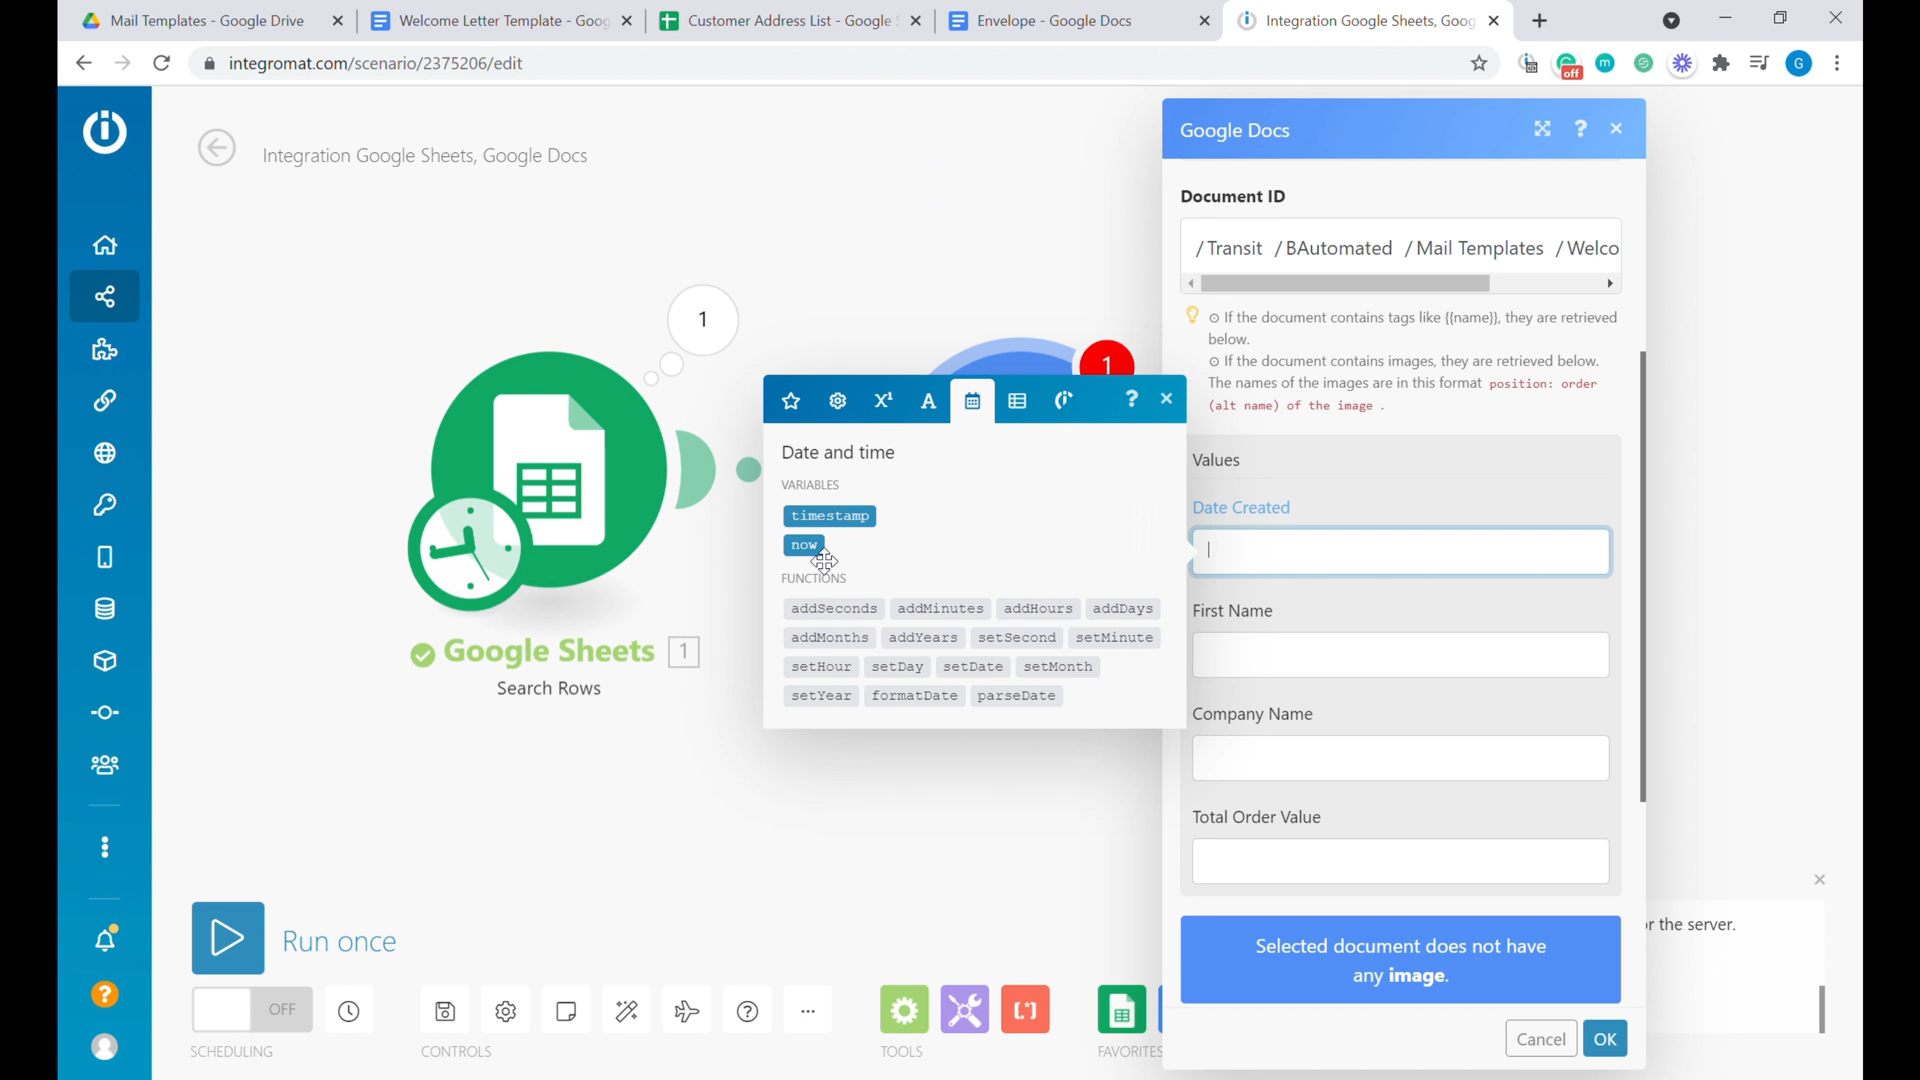 Mail Templates - Google Drive
Welcome Letter Template - Goog
Customer Address List - Google S
Envelope - Google Docs
Integration Google Sheets, Goog
integromat.com/scenario/2375206/edit
off
m
G
Integration Google Sheets, Google Docs
Google Docs
Document ID
/ Transit / BAutomated / Mail Templates / Welco
If the document contains tags like {{name}}, they are retrieved
below.
If the document contains images, they are retrieved below.
The names of the images are in this format position: order
(alt name) of the image .
1
1
Date and time
VARIABLES
timestamp
now
FUNCTIONS
addSeconds addMinutes addHours addDays
addMonths addYears setSecond setMinute
setHour setDay setDate setMonth
setYear formatDate parseDate
Values
Date Created
First Name
Company Name
Total Order Value
Google Sheets 1
Search Rows
Selected document does not have
any image.
or the server.
Run once
OFF
SCHEDULING
CONTROLS
TOOLS
FAVORITES
Cancel
OK